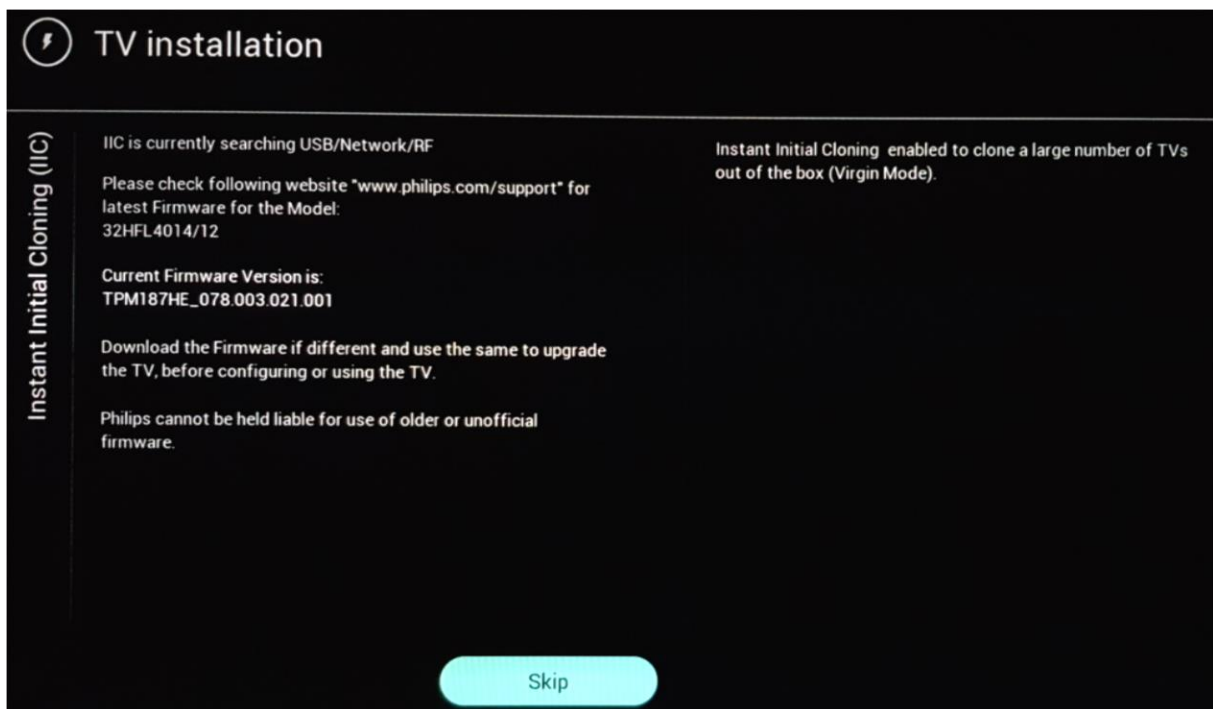 TV installation
Instant Initial Cloning (IIC)
IIC is currently searching USB/Network/RF
Please check following website "www.philips.com/support" for
latest Firmware for the Model:
32HFL4014/12
Current Firmware Version is:
TPM187HE_078.003.021.001
Download the Firmware if different and use the same to upgrade
the TV, before configuring or using the TV.
Philips cannot be held liable for use of older or unofficial
firmware.
Instant Initial Cloning enabled to clone a large number of TVs
out of the box (Virgin Mode).
Skip